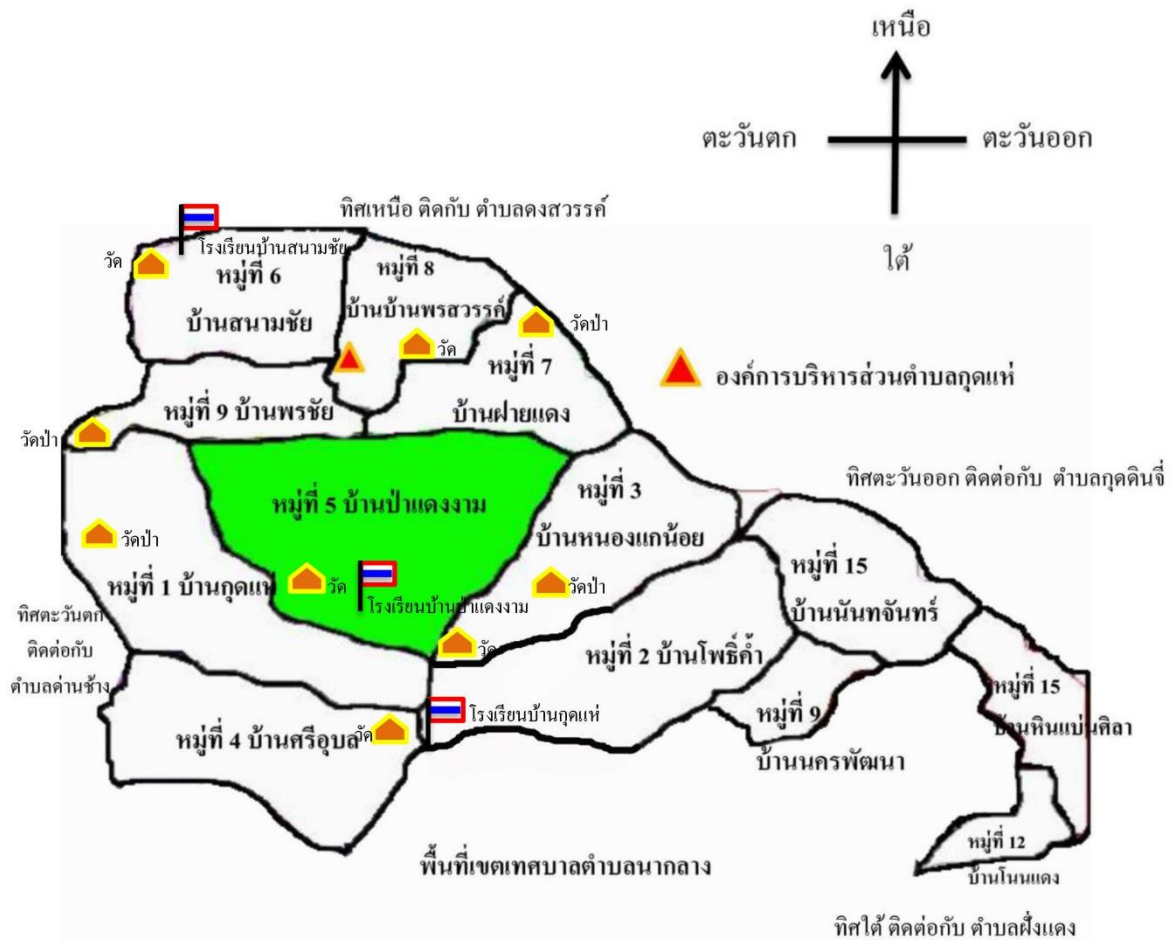 เหนือ
ตะวันตก
ตะวันออก
ใต้
ทิศเหนือ ติดกับ ตำบลดงสวรรค์
โรงเรียนบ้านสนามชัย
วัด
หมู่ที่ 6
บ้านสนามชัย
หมู่ที่ 8
บ้านบ้านพรสวรรค์
วัด
วัดป่า
หมู่ที่ 7
บ้านฝายแดง
องค์การบริหารส่วนตำบลกุดแห่
หมู่ที่ 9 บ้านพรชัย
วัดป่า
ทิศตะวันออก ติดต่อกับ ตำบลกุดดินจี่
หมู่ที่ 5 บ้านป่าแดงงาม
หมู่ที่ 3
บ้านหนองแกน้อย
วัดป่า
หมู่ที่ 1 บ้านกุดแห่
วัด
โรงเรียนบ้านป่าแดงงาม
วัดป่า
วัด
หมู่ที่ 15
บ้านนันทจันทร์
ทิศตะวันตก
ติดต่อกับ
ตำบลด่านช้าง
หมู่ที่ 2 บ้านโพธิ์ค้ำ
หมู่ที่ 15
บ้านหินแบ่นศิลา
หมู่ที่ 9
บ้านนครพัฒนา
โรงเรียนบ้านกุดแห่
หมู่ที่ 4 บ้านศรีอุบล
วัด
หมู่ที่ 12
บ้านโนนแดง
พื้นที่เขตเทศบาลตำบลนากลาง
ทิศใต้ ติดต่อกับ ตำบลฝั่งแดง